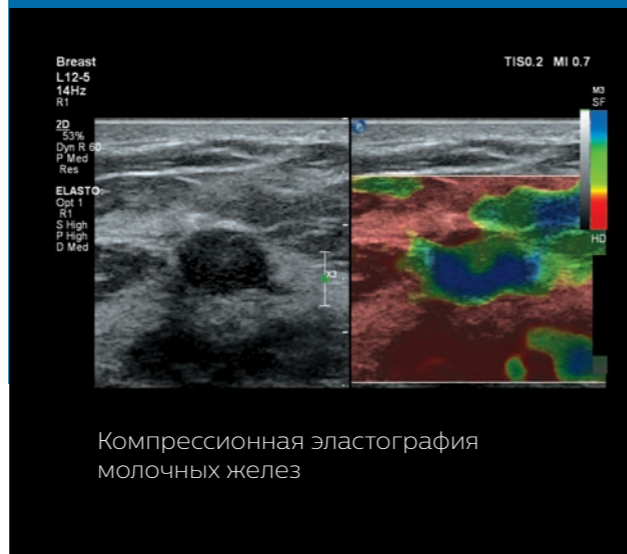 Breast
TIS0.2 MI 0.7
L12-5
14Hz
R1
M3
SF
2D
53%
Dyn R 60
P Med
Res
ELASTO:
Opt 1
R1
S High
P High
D Med
X3
HD
Компрессионная эластография
молочных желез